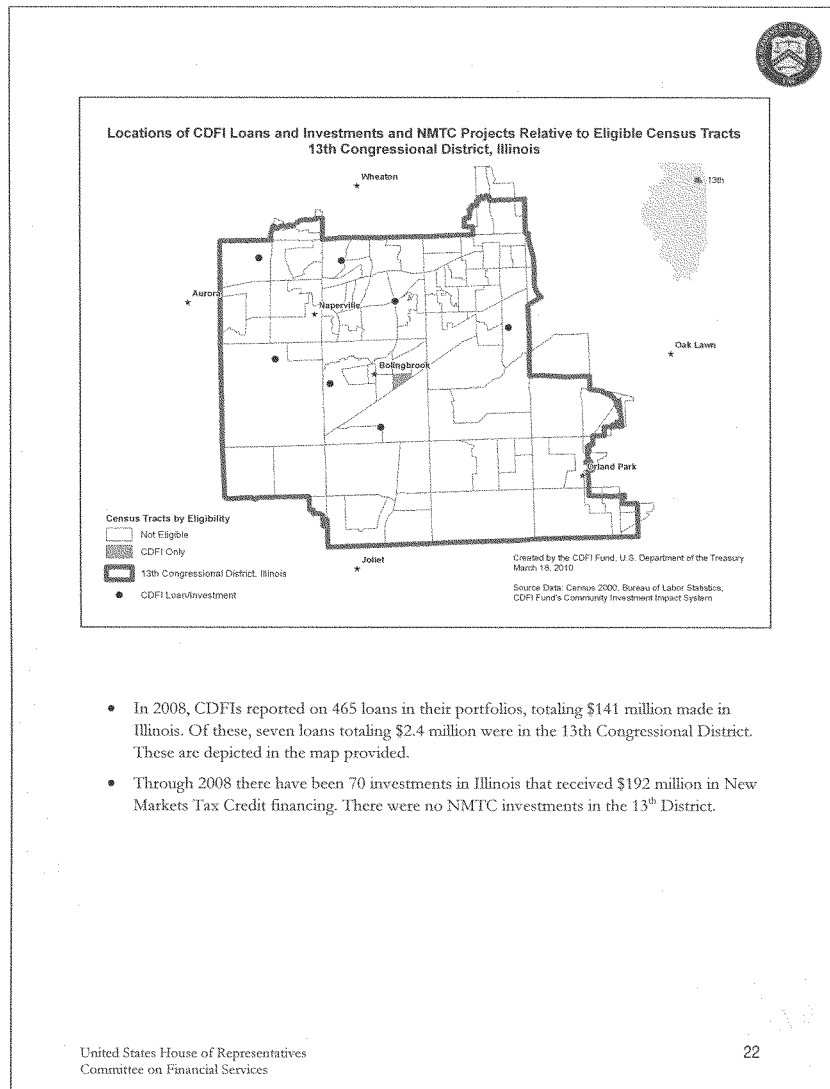 Locations of CDFI Loans and Investments and NMTC Projects Relative to Eligible Census Tracts
13th Congressional District, Illinois
Wheaton
13th
Aurora
Naperville
Oak Lawn
Bolingbrook
Orland Park
Joliet
Census Tracts by Eligibility
Not Eligible
CDFI Only
13th Congressional District, Illinois
CDFI Loan/Investment
Created by the CDFI Fund, U.S. Department of the Treasury
March 18, 2010
Source Data: Census 2000, Bureau of Labor Statistics,
CDFI Fund's Community Investment Impact System
• In 2008, CDFIs reported on 465 loans in their portfolios, totaling $141 million made in
Illinois. Of these, seven loans totaling $2.4 million were in the 13th Congressional District.
These are depicted in the map provided.
• Through 2008 there have been 70 investments in Illinois that received $192 million in New
Markets Tax Credit financing. There were no NMTC investments in the 13th District.
United States House of Representatives
Committee on Financial Services
22